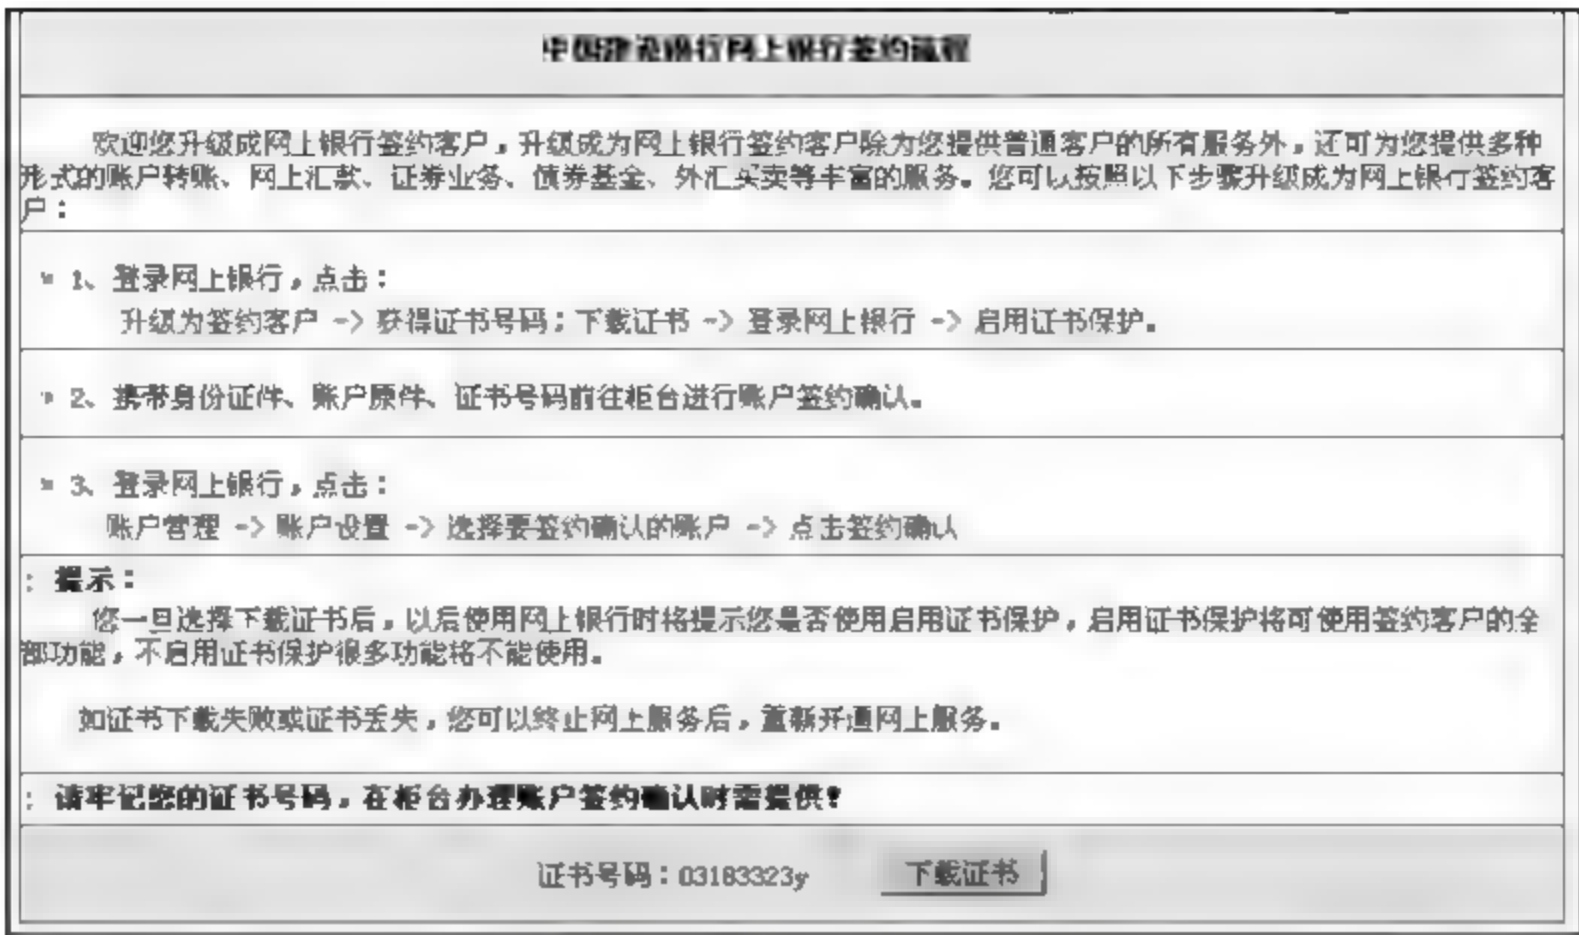 中国建设银行网上银行签约流程
欢迎您升级成网上银行签约客户，升级成为网上银行签约客户除为您提供普通客户的所有服务外，还可为您提供多种
形式的账户转账、网上汇款、证券业务、债券基金、外汇买卖等丰富的服务。您可以按照以下步骤升级成为网上银行签约客
户：
1、登录网上银行，点击：
升级为签约客户 -> 获得证书号码；下载证书 -> 登录网上银行 -> 启用证书保护。
2、携带身份证件、账户原件、证书号码前往柜台进行账户签约确认。
3、登录网上银行，点击：
账户管理 -> 账户设置 -> 选择要签约确认的账户 -> 点击签约确认
: 提示：
您一旦选择下载证书后，以后使用网上银行时将提示您是否使用启用证书保护，启用证书保护将可使用签约客户的全
部功能，不启用证书保护很多功能将不能使用。
如证书下载失败或证书丢失，您可以终止网上服务后，重新开通网上服务。
: 请牢记您的证书号码，在柜台办理账户签约确认时需提供！
证书号码：03183323y 下载证书